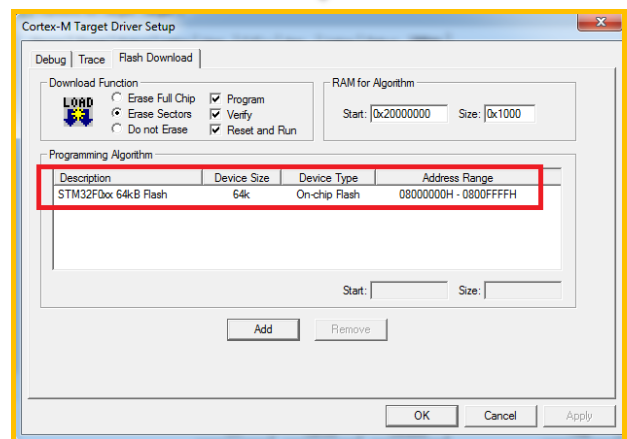 Cortex-M Target Driver Setup
x
Debug Trace Flash Download
Download Function
RAM for Algorithm
LOAD
Erase Full Chip Program
Erase Sectors Verify
Do not Erase Reset and Run
Start: 0x20000000 Size: 0x1000
Programming Algorithm
Description Device Size Device Type Address Range
STM32F0xx 64kB Flash 64k On-chip Flash 08000000H - 0800FFFFH
Start: Size:
Add Remove
OK Cancel Apply